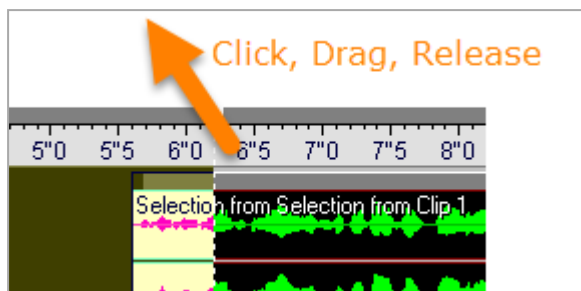 Click, Drag, Release
5"0 5"5 6"0 6"5 7"0 7"5 8"0
Selection from Selection from Clip 1